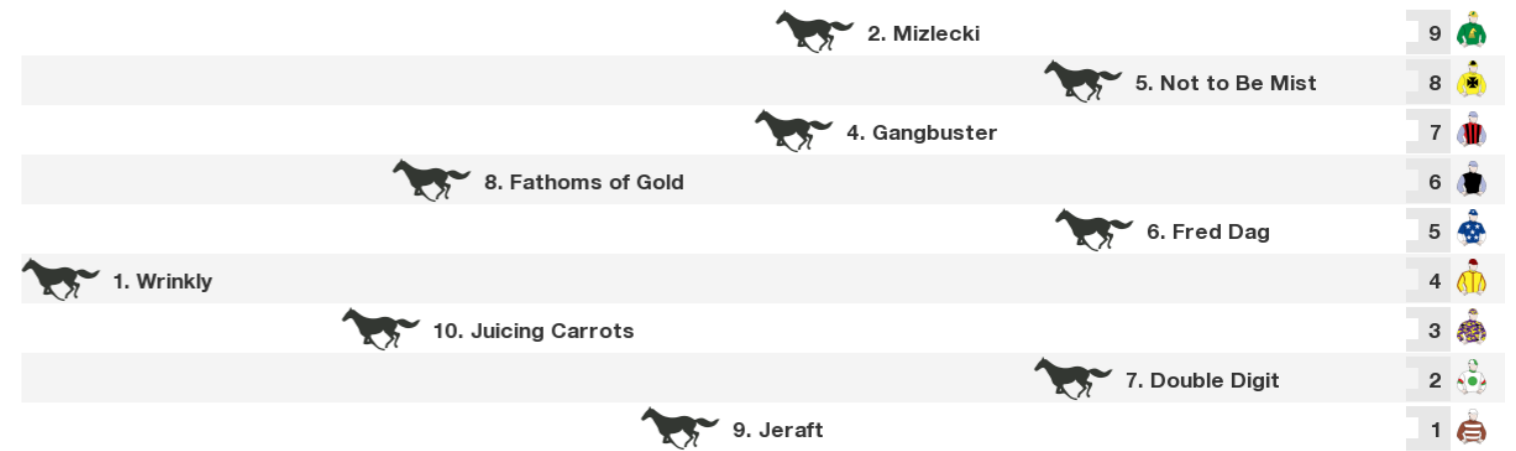 2. Mizlecki 9
5. Not to Be Mist 8
4. Gangbuster 7
8. Fathoms of Gold 6
6. Fred Dag 5
1. Wrinkly 4
10. Juicing Carrots 3
7. Double Digit 2
9. Jeraft 1